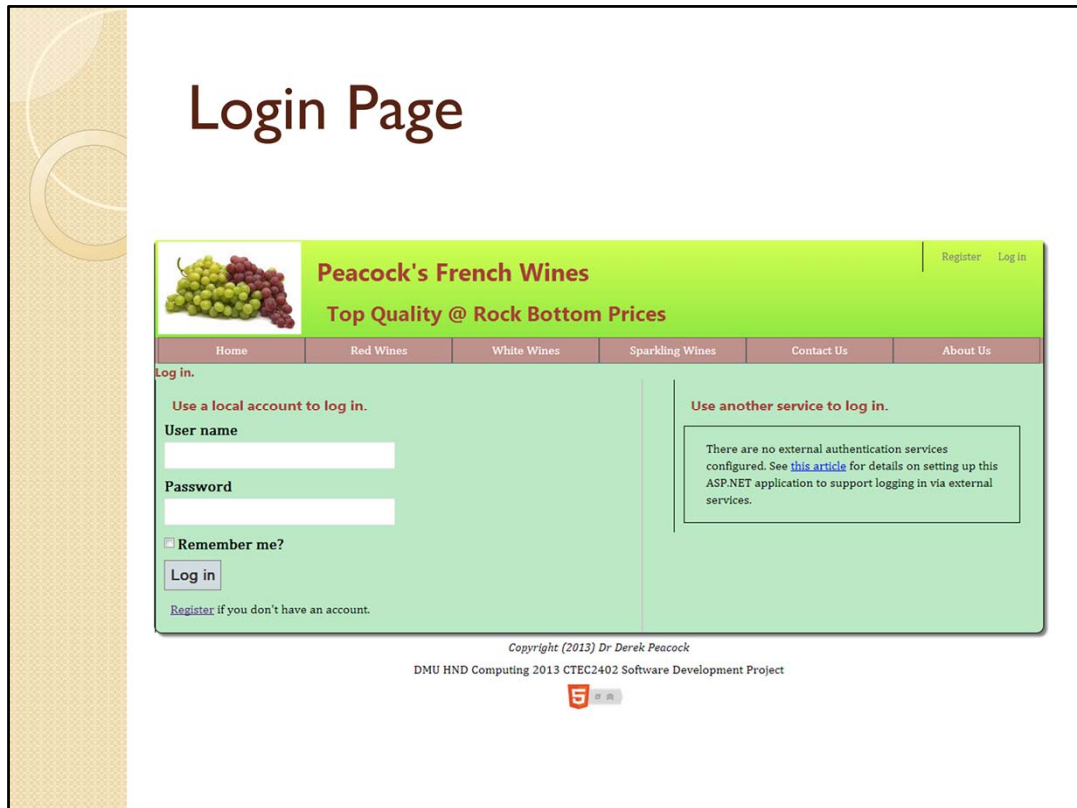 Login Page
Peacock's French Wines
Top Quality @ Rock Bottom Prices
Register Log in
Home Red Wines White Wines Sparkling Wines Contact Us About Us
Log in.
Use a local account to log in.
User name
Password
Remember me?
Log in
Register if you don't have an account.
Use another service to log in.
There are no external authentication services
configured. See this article for details on setting up this
ASP.NET application to support logging in via external
services.
Copyright (2013) Dr Derek Peacock
DMU HND Computing 2013 CTEC2402 Software Development Project
5